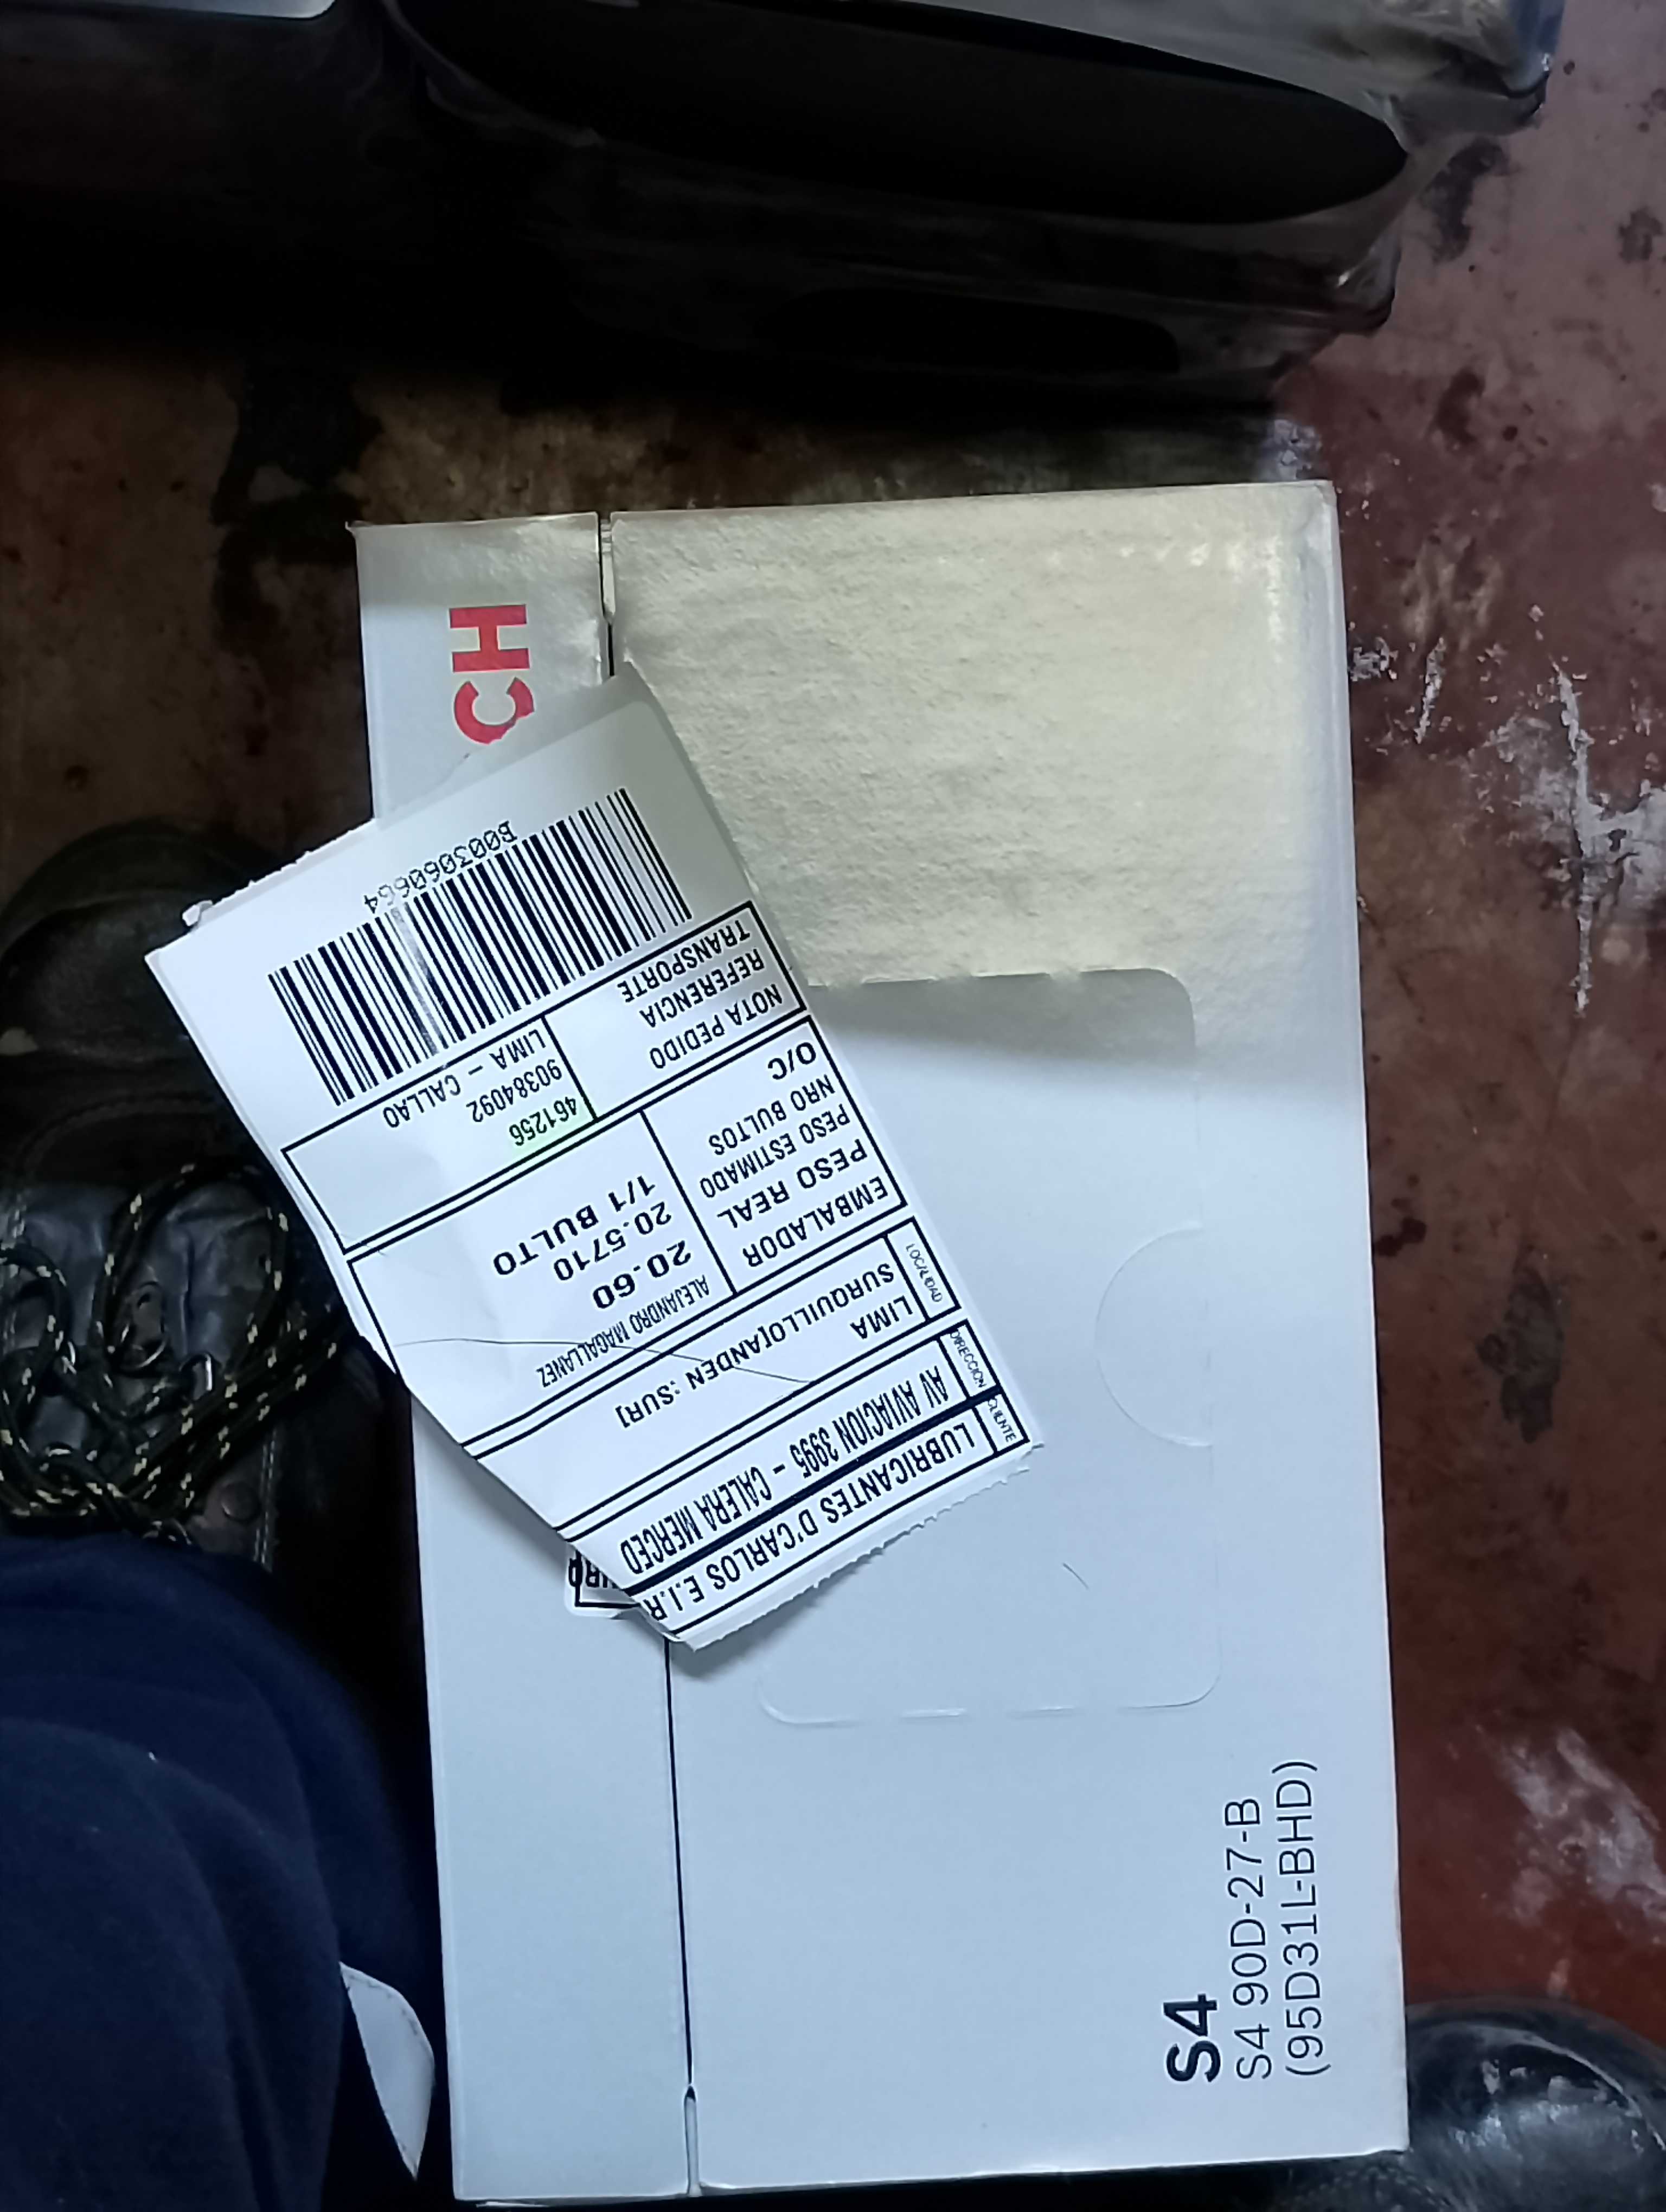 CH
B003060664
TRANSPORTE LIMA - CALLAO
REFERENCIA 90384092
NOTA PEDIDO 461256
O/C
NRO BULTOS 1/1 BULTO
PESO ESTIMADO 20.5710
PESO REAL 20.60
EMBALADOR ALEJANDRO MAGALLANEZ
LOCALIDAD SURQUILLO[ANDEN :SUR]
LIMA
DIRECCION AV AVIACION 3995 - CALERA MERCED
CLIENTE LUBRICANTES D'CARLOS E.I.R
S4
S4 90D-27-B
(95D31L-BHD)